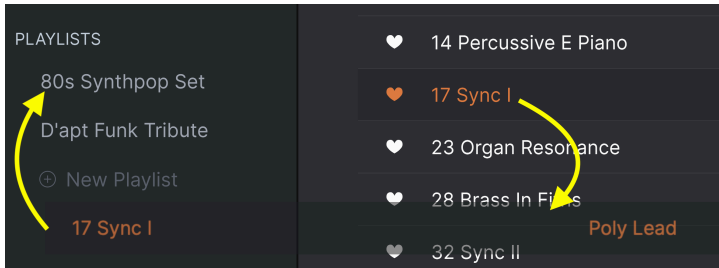 PLAYLISTS
80s Synthpop Set
D'apt Funk Tribute
New Playlist
17 Sync I
14 Percussive E Piano
17 Sync I
23 Organ Resonance
28 Brass In Fifths
Poly Lead
32 Sync II